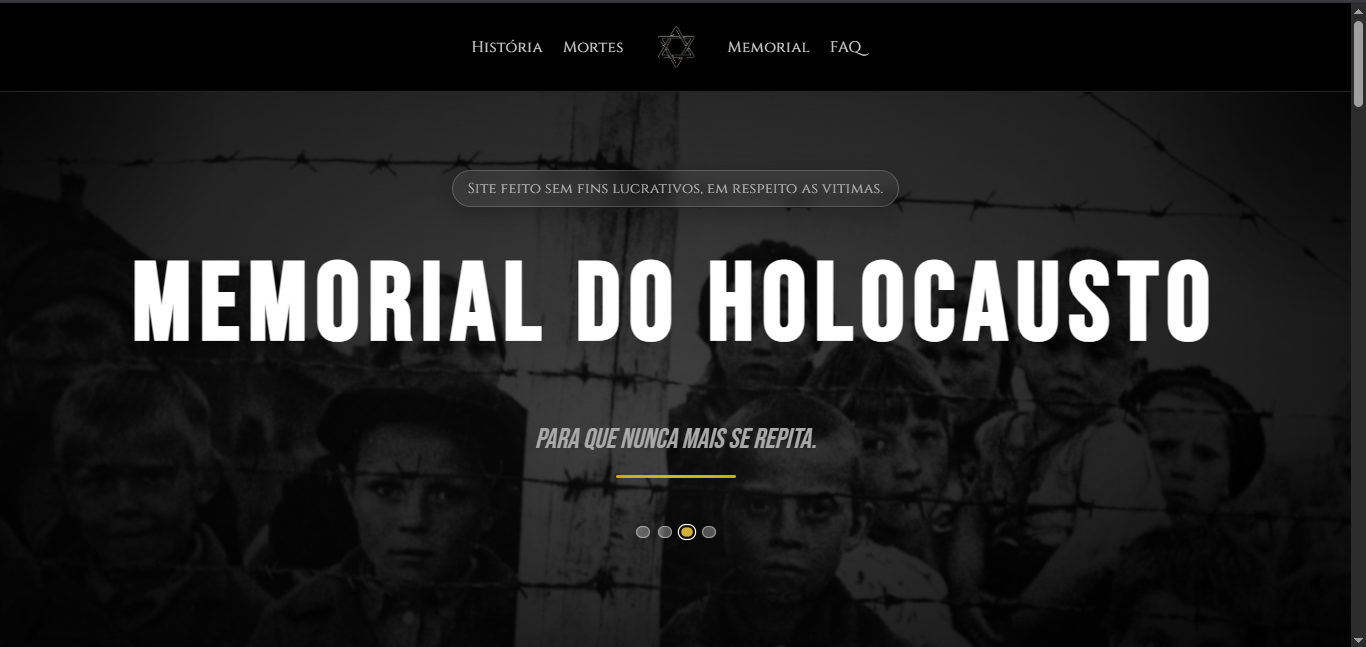 História
Mortes
Memorial
FAQ
Site feito sem fins lucrativos, em respeito as vitimas.
MEMORIAL DO HOLOCAUSTO
PARA QUE NUNCA MAIS SE REPITA.